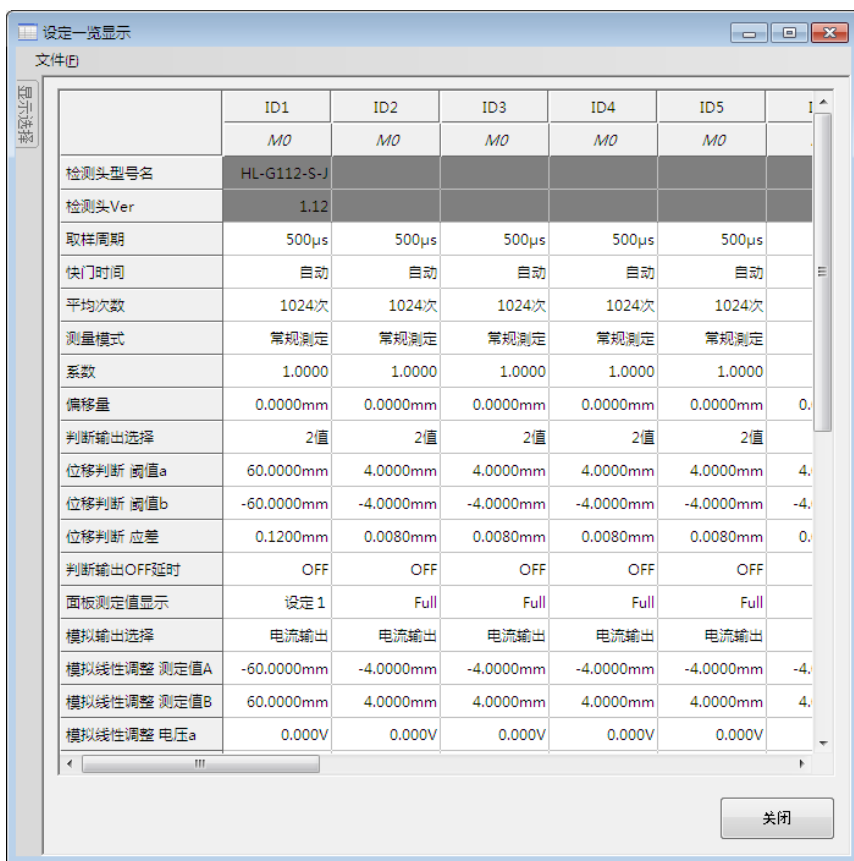 设定一览显示
文件(F)
显示选择
ID1 ID2 ID3 ID4 ID5
M0 M0 M0 M0 M0
检测头型号名 HL-G112-S-J
检测头Ver 1.12
取样周期 500μs 500μs 500μs 500μs 500μs
快门时间 自动 自动 自动 自动 自动
平均次数 1024次 1024次 1024次 1024次 1024次
测量模式 常规測定 常规測定 常规測定 常规測定 常规測定
系数 1.0000 1.0000 1.0000 1.0000 1.0000
偏移量 0.0000mm 0.0000mm 0.0000mm 0.0000mm 0.0000mm 0.
判断输出选择 2值 2值 2值 2值 2值
位移判断 阈值a 60.0000mm 4.0000mm 4.0000mm 4.0000mm 4.0000mm 4.
位移判断 阈值b -60.0000mm -4.0000mm -4.0000mm -4.0000mm -4.0000mm -4.
位移判断 应差 0.1200mm 0.0080mm 0.0080mm 0.0080mm 0.0080mm 0.
判断输出OFF延时 OFF OFF OFF OFF OFF
面板测定值显示 设定1 Full Full Full Full
模拟输出选择 电流输出 电流输出 电流输出 电流输出 电流输出
模拟线性调整 测定值A -60.0000mm -4.0000mm -4.0000mm -4.0000mm -4.0000mm -4.
模拟线性调整 测定值B 60.0000mm 4.0000mm 4.0000mm 4.0000mm 4.0000mm 4.
模拟线性调整 电压a 0.000V 0.000V 0.000V 0.000V 0.000V
关闭